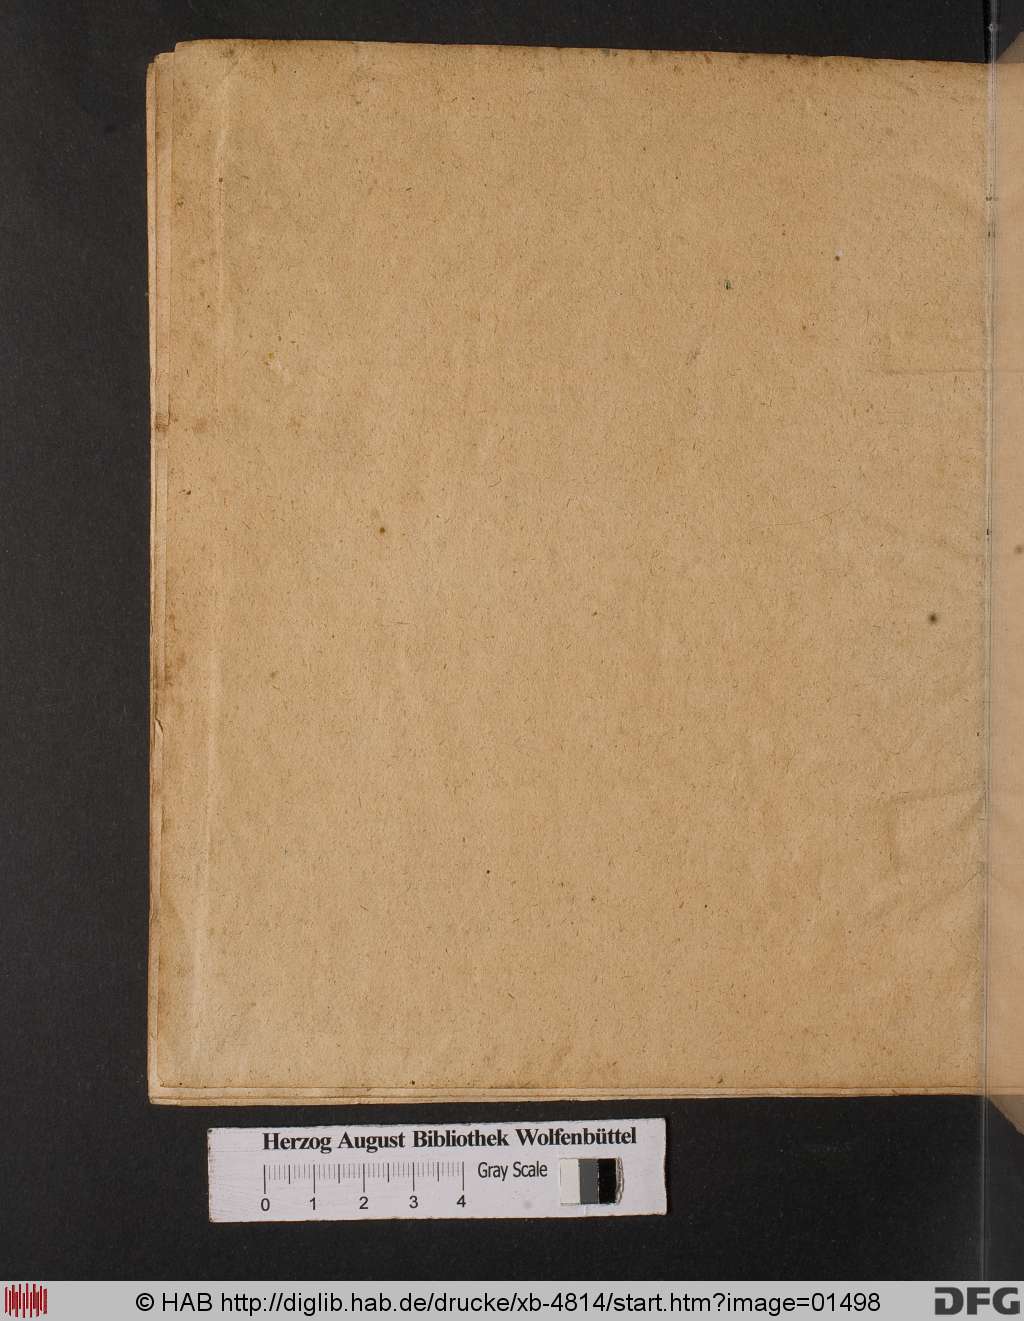 Herzog August Bibliothek Wolfenbüttel
Gray Scale
0 1 2 3 4
© HAB http://diglib.hab.de/drucke/xb-4814/start.htm?image=01498
DFG